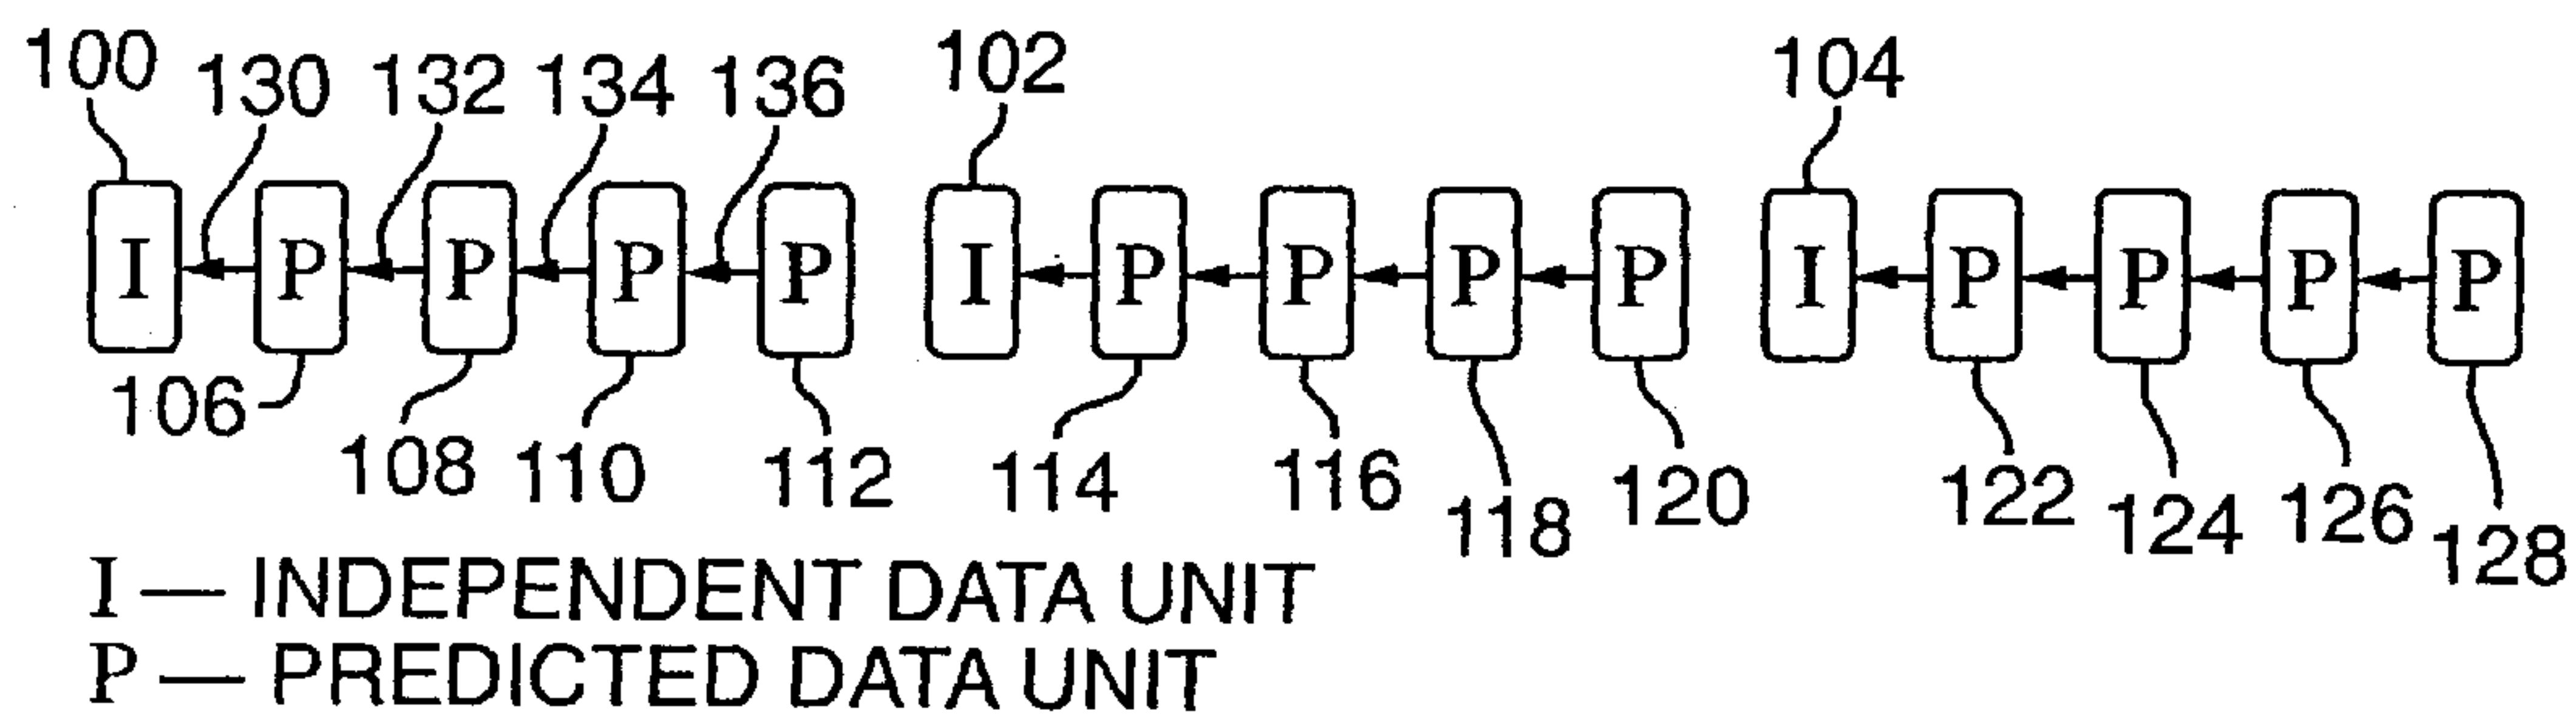 100 130 132 134 136 102 104
I P P P P I P P P P I P P P P
106 108 110 112 114 116 118 120 122 124 126 128
I — INDEPENDENT DATA UNIT
P — PREDICTED DATA UNIT